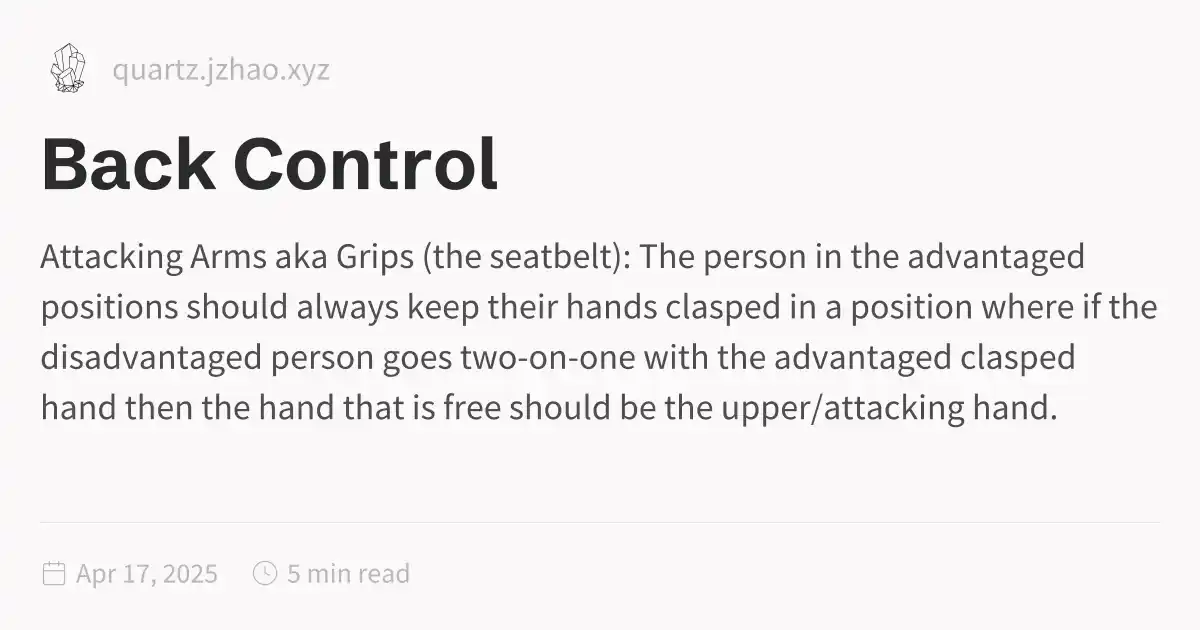 quartz.jzhao.xyz
Back Control
Attacking Arms aka Grips (the seatbelt): The person in the advantaged
positions should always keep their hands clasped in a position where if the
disadvantaged person goes two-on-one with the advantaged clasped
hand then the hand that is free should be the upper/attacking hand.
Apr 17, 2025 5 min read